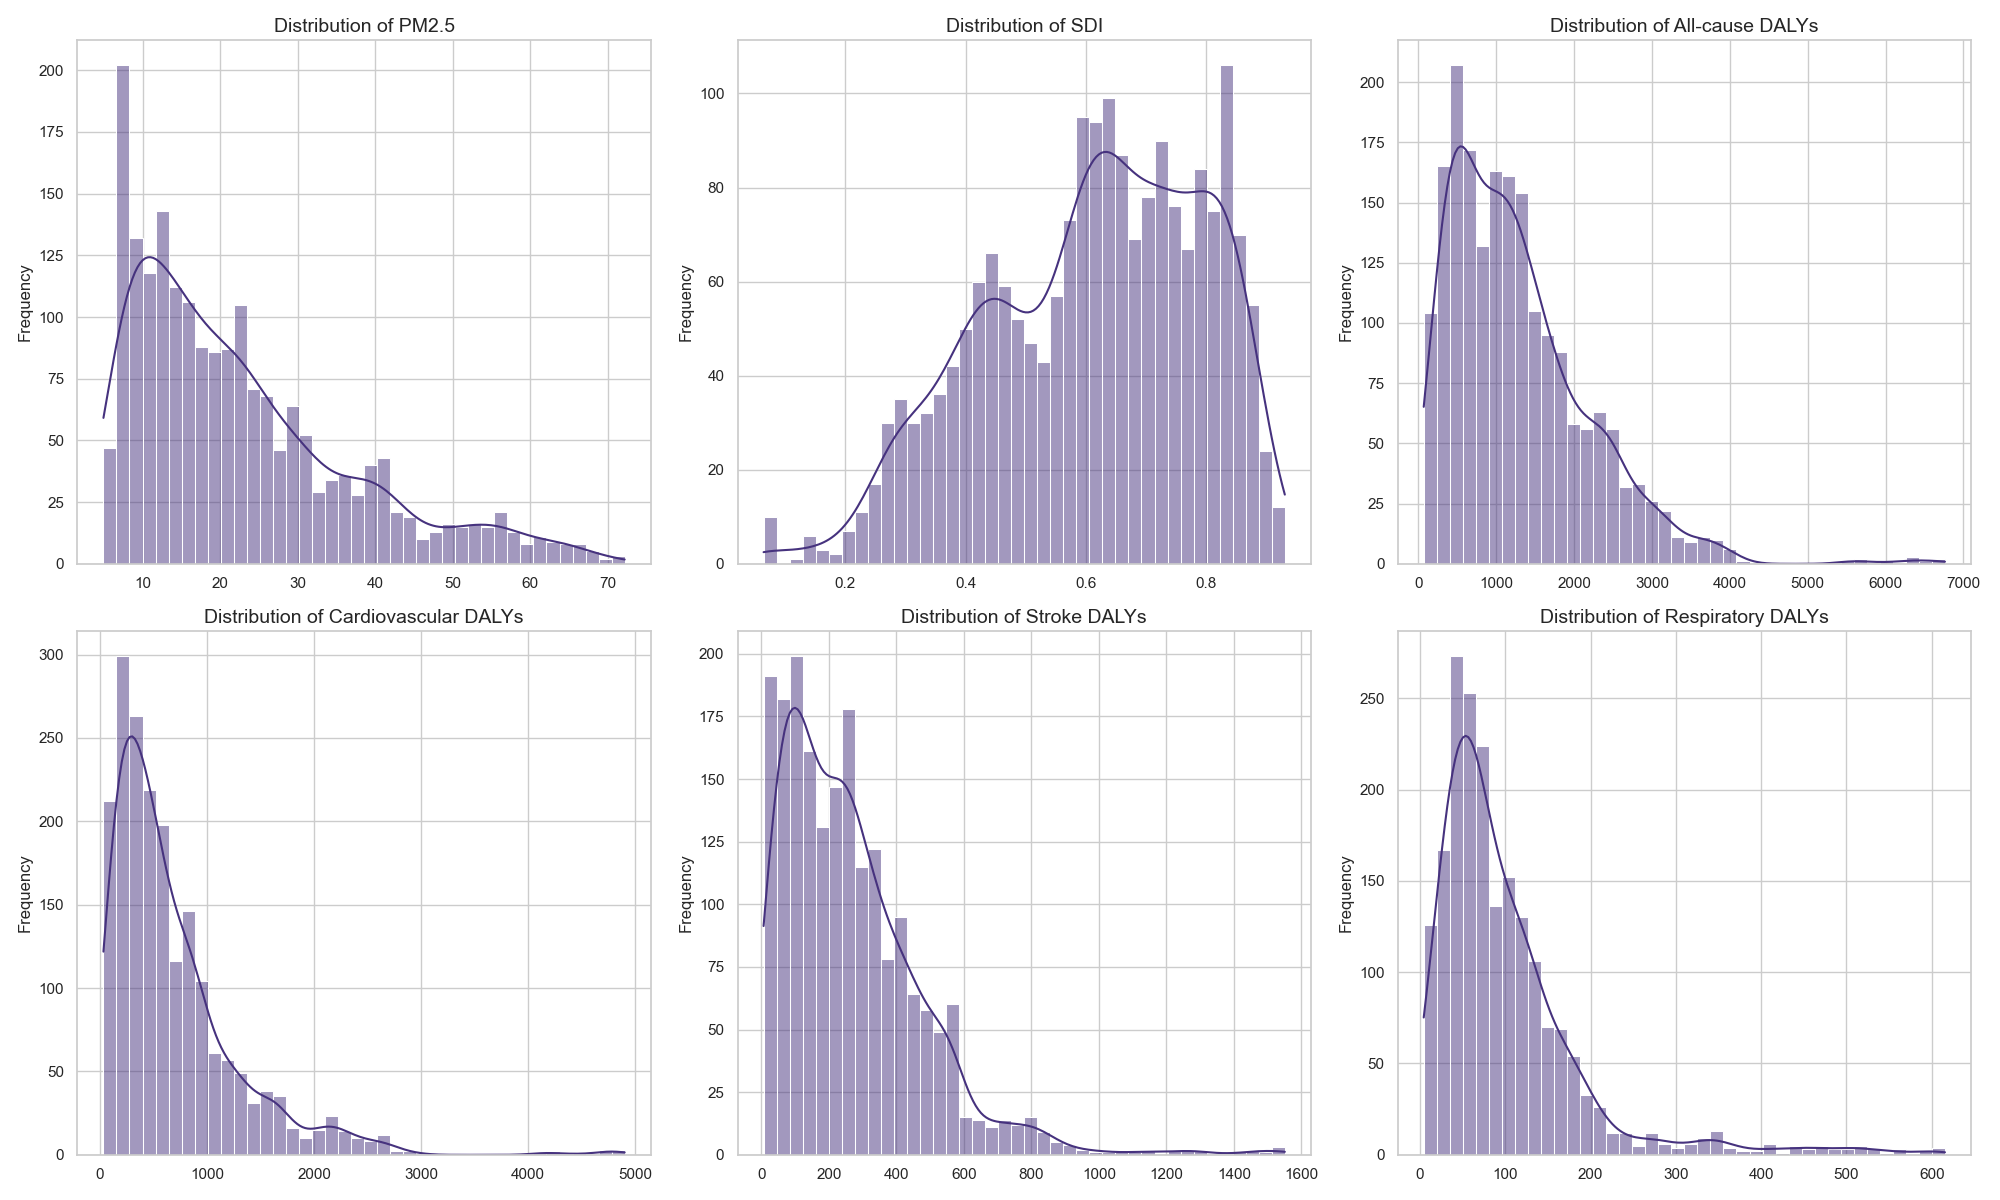 Distribution of PM2.5
Frequency
200
175
150
125
100
75
50
25
0
10 20 30 40 50 60 70
Distribution of SDI
Frequency
100
80
60
40
20
0
0.2 0.4 0.6 0.8
Distribution of All-cause DALYs
Frequency
200
175
150
125
100
75
50
25
0
0 1000 2000 3000 4000 5000 6000 7000
Distribution of Cardiovascular DALYs
Frequency
300
250
200
150
100
50
0
0 1000 2000 3000 4000 5000
Distribution of Stroke DALYs
Frequency
200
175
150
125
100
75
50
25
0
0 200 400 600 800 1000 1200 1400 1600
Distribution of Respiratory DALYs
Frequency
250
200
150
100
50
0
0 100 200 300 400 500 600